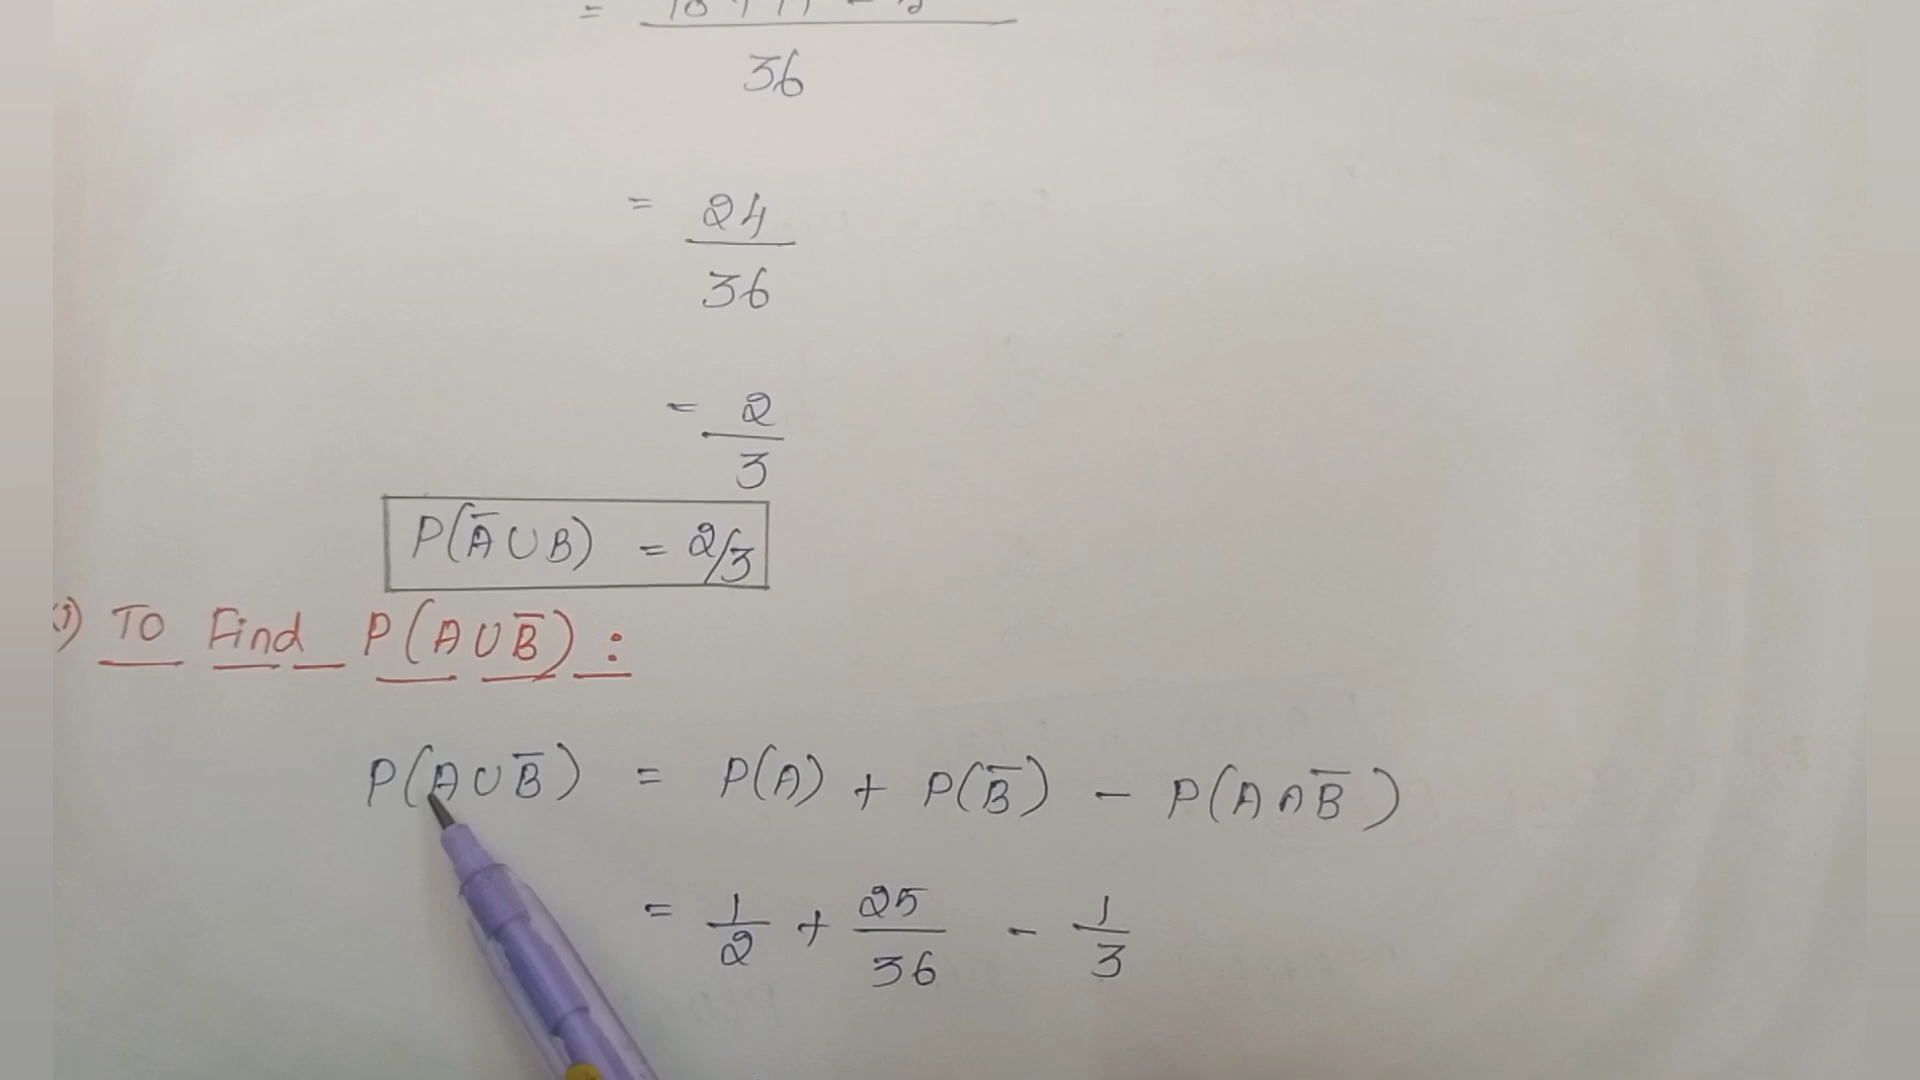 =
36
= 24
36
= 2
3
P(A̅ ∪ B) = 2/3
To Find P(A ∪ B̅) :
P(A ∪ B̅) = P(A) + P(B̅) - P(A ∩ B̅)
= 1/2 + 25/36 - 1/3